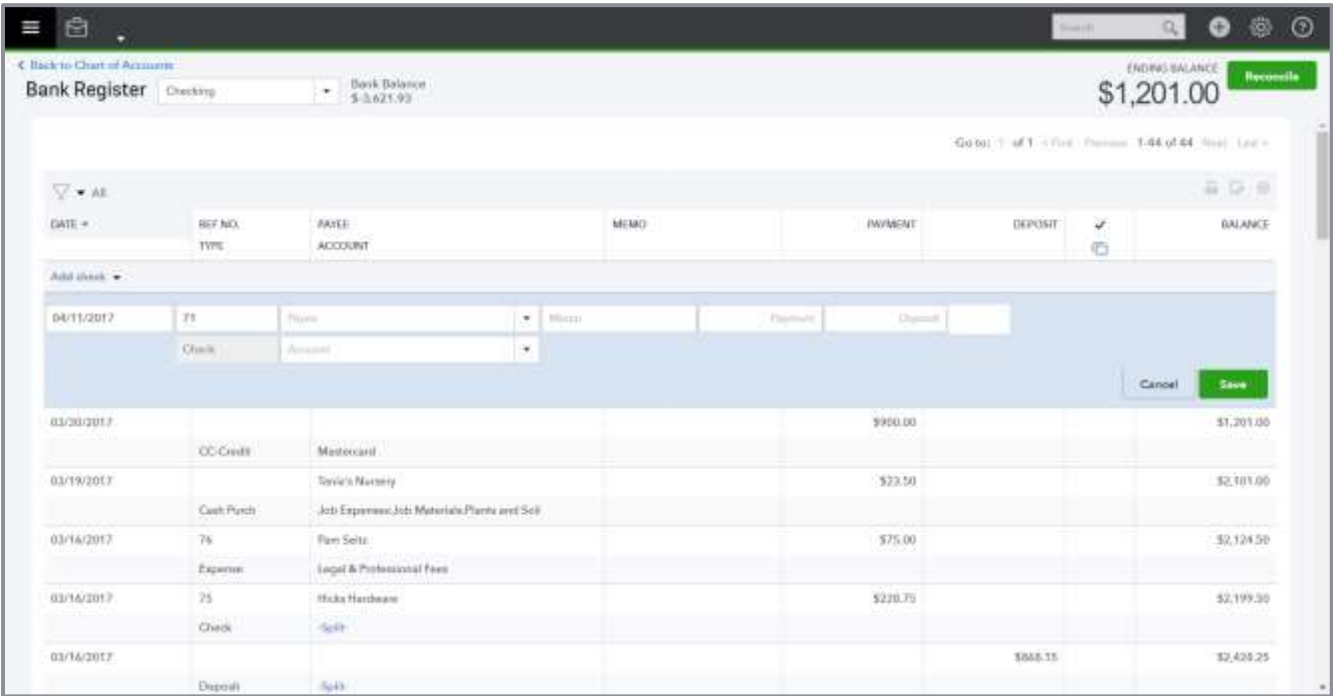 Search
< Back to Chart of Accounts
ENDING BALANCE
Reconcile
Bank Register Checking Bank Balance
$-3,621.93
$1,201.00
Go to: 1 of 1 < First Previous 1-44 of 44 Next Last >
All
DATE REF NO. PAYEE MEMO PAYMENT DEPOSIT ✓ BALANCE
TYPE ACCOUNT
Add check
04/11/2017 71 Payee Memo Payment Deposit
Check Account
Cancel Save
03/20/2017 $900.00 $1,201.00
CC-Credit Mastercard
03/19/2017 Tania's Nursery $23.50 $2,101.00
Cash Purch Job Expenses:Job Materials:Plants and Soil
03/16/2017 76 Pam Seitz $75.00 $2,124.50
Expense Legal & Professional Fees
03/16/2017 75 Hicks Hardware $228.75 $2,199.50
Check -Split-
03/16/2017 $868.15 $2,428.25
Deposit -Split-